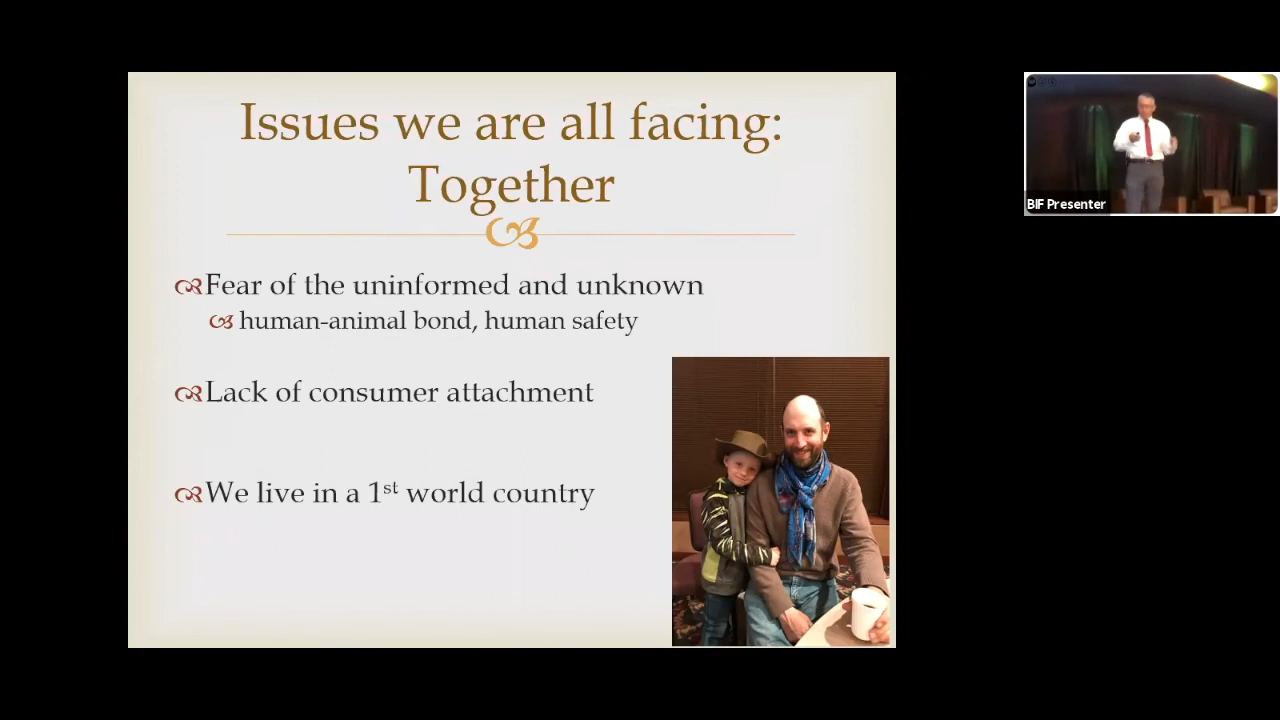 Issues we are all facing:
Together
Fear of the uninformed and unknown
human-animal bond, human safety
Lack of consumer attachment
We live in a 1st world country
BIF Presenter